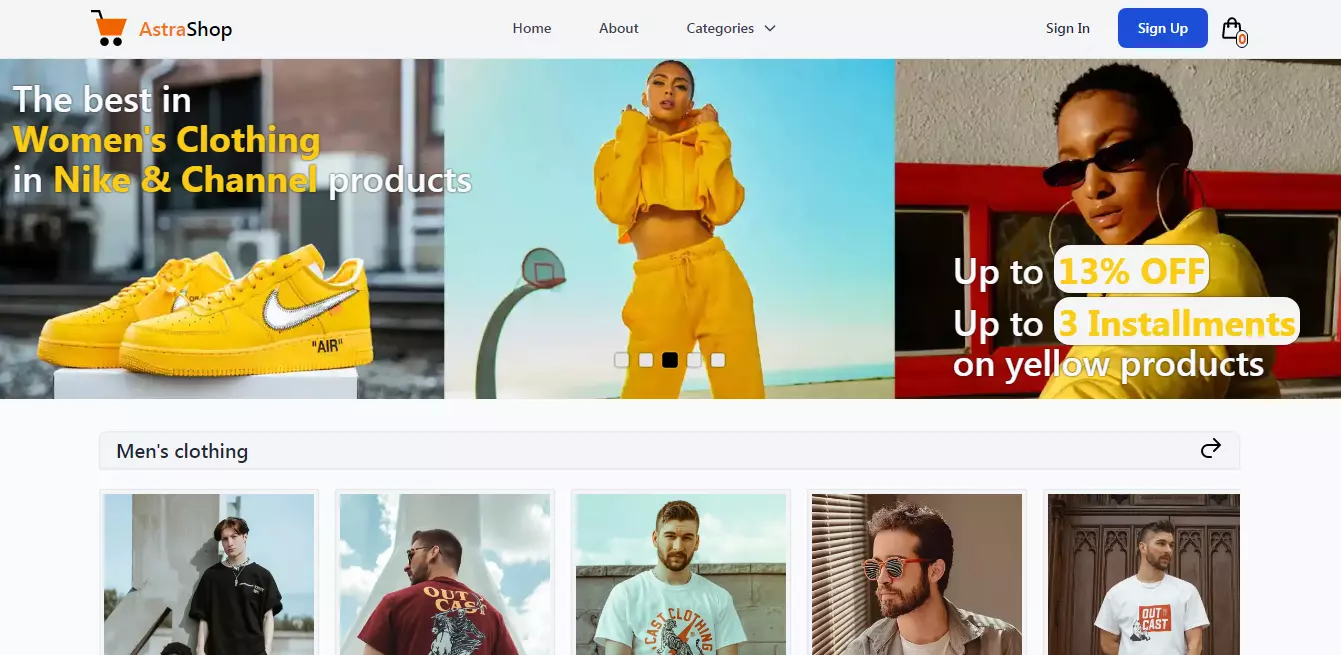 AstraShop
Home
About
Categories
Sign In
Sign Up
0
The best in
Women's Clothing
in Nike & Channel products
"AIR"
Up to 13% OFF
Up to 3 Installments
on yellow products
Men's clothing
OUT
CAST
CAST CLOTHING
OUT
CAST